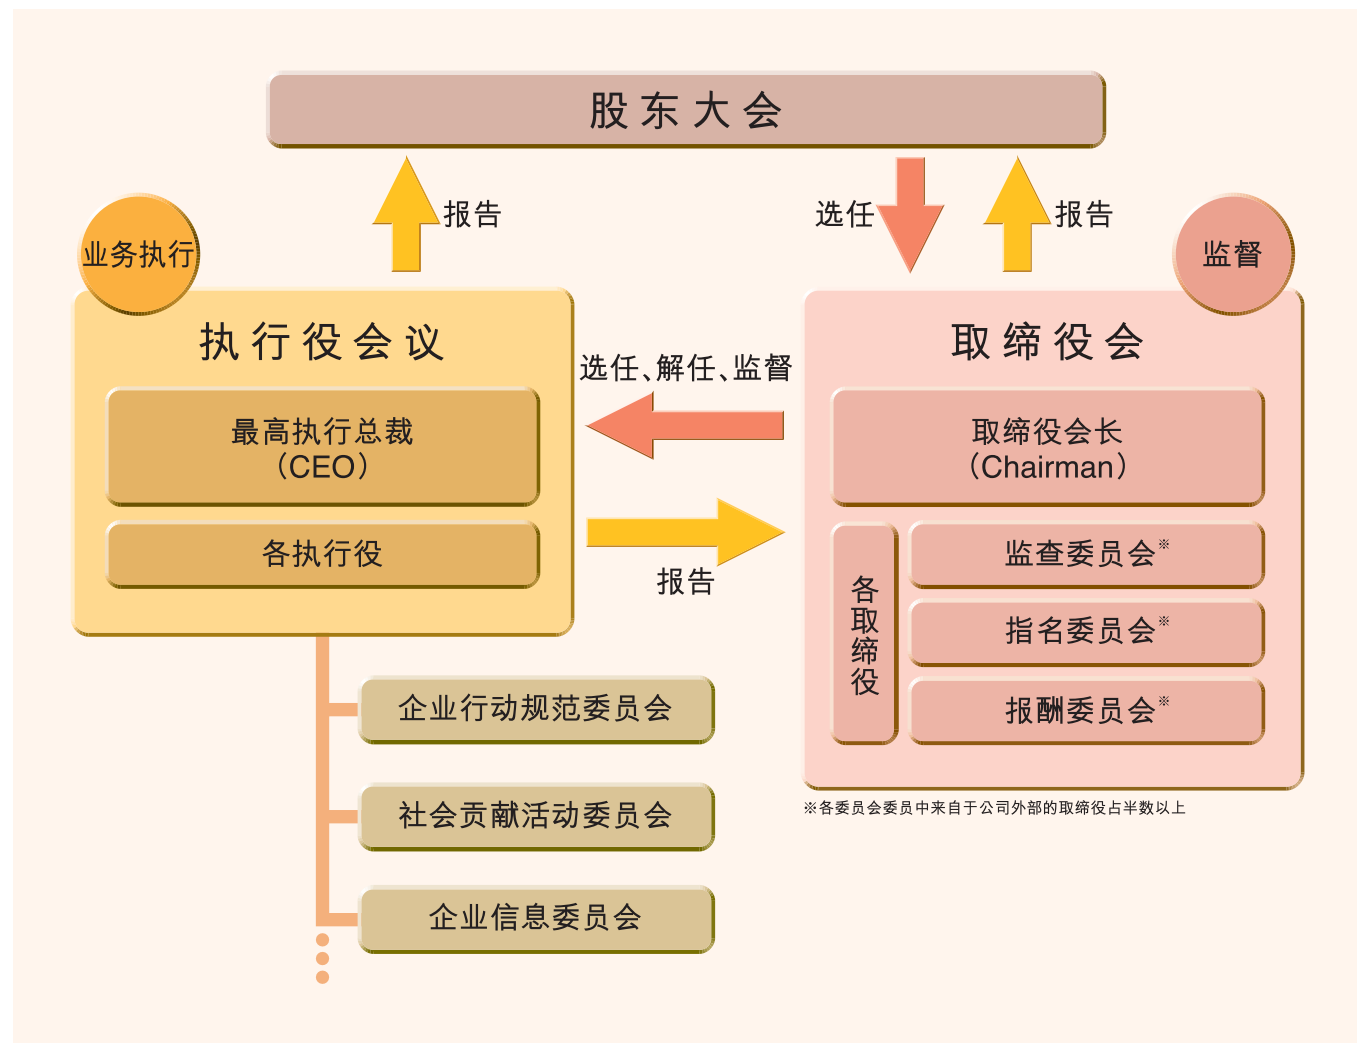 股东大会
报告
选任
报告
业务执行
监督
执行役会议
最高执行总裁
（CEO）
各执行役
选任、解任、监督
报告
取缔役会
取缔役会长
（Chairman）
各取缔役
监查委员会※
指名委员会※
报酬委员会※
※各委员会委员中来自于公司外部的取缔役占半数以上
企业行动规范委员会
社会贡献活动委员会
企业信息委员会